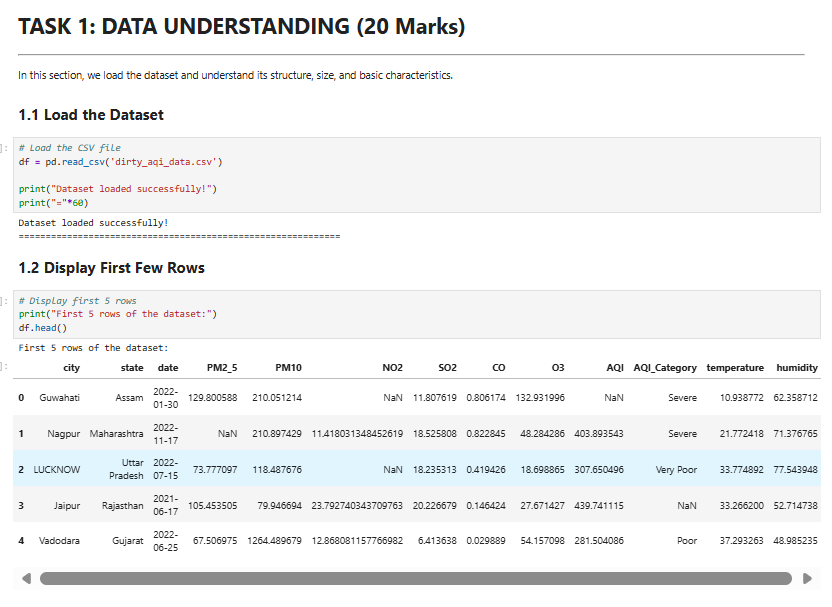 TASK 1: DATA UNDERSTANDING (20 Marks)
In this section, we load the dataset and understand its structure, size, and basic characteristics.
1.1 Load the Dataset
]: # Load the CSV file
df = pd.read_csv('dirty_aqi_data.csv')
print("Dataset loaded successfully!")
print("="*60)
Dataset loaded successfully!
============================================================
1.2 Display First Few Rows
]: # Display first 5 rows
print("First 5 rows of the dataset:")
df.head()
First 5 rows of the dataset:
]: city state date PM2_5 PM10 NO2 SO2 CO O3 AQI AQI_Category temperature humidity
0 Guwahati Assam 2022-01-30 129.800588 210.051214 NaN 11.807619 0.806174 132.931996 NaN Severe 10.938772 62.358712
1 Nagpur Maharashtra 2022-11-17 NaN 210.897429 11.418031348452619 18.525808 0.822845 48.284286 403.893543 Severe 21.772418 71.376765
2 LUCKNOW Uttar Pradesh 2022-07-15 73.777097 118.487676 NaN 18.235313 0.419426 18.698865 307.650496 Very Poor 33.774892 77.543948
3 Jaipur Rajasthan 2021-06-17 105.453505 79.946694 23.792740343709763 20.226679 0.146424 27.671427 439.741115 NaN 33.266200 52.714738
4 Vadodara Gujarat 2022-06-25 67.506975 1264.489679 12.868081157766982 6.413638 0.029889 54.157098 281.504086 Poor 37.293263 48.985235